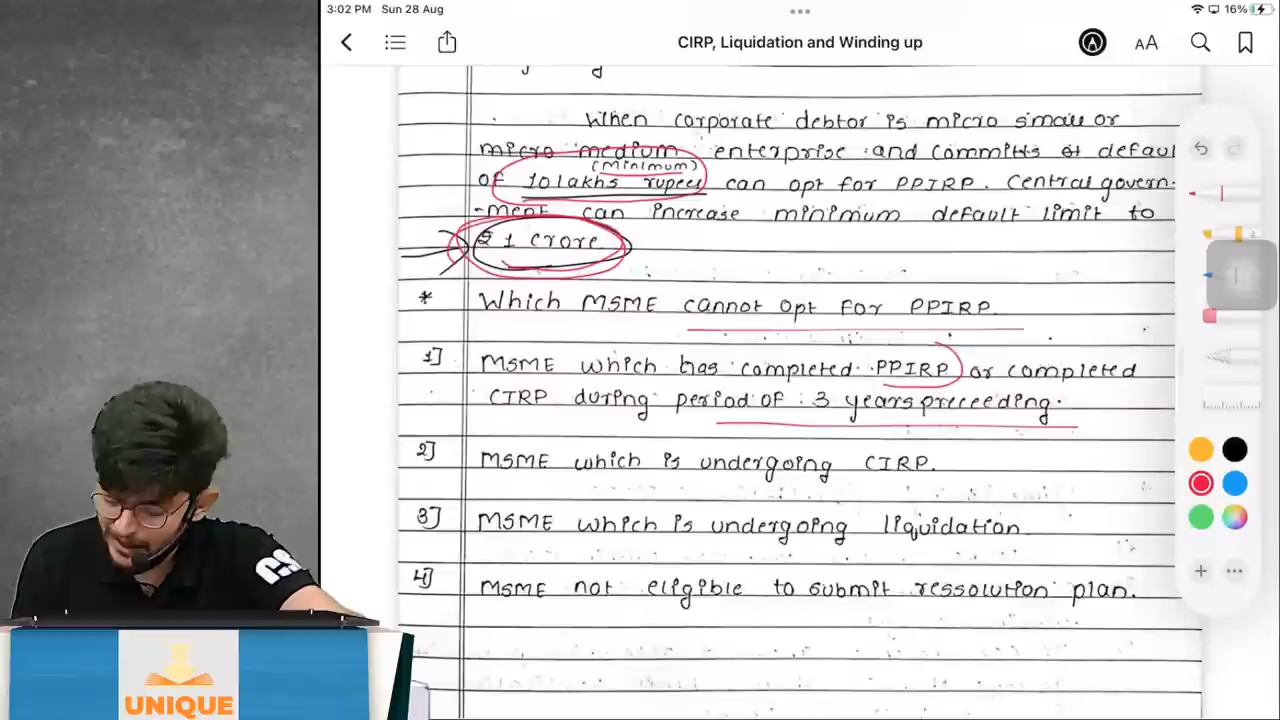 3:02 PM Sun 28 Aug
16%
CIRP, Liquidation and Winding up
AA
When corporate debtor is micro small or
micro medium enterprise and commits defaul
(minimum)
of 10 lakhs rupees can opt for PPIRP. Central govern-
-ment can increase minimum default limit to
1 crore
* Which MSME cannot opt for PPIRP.
1] MSME which has completed PPIRP or completed
CIRP during period of 3 years preceeding.
2] MSME which is undergoing CIRP.
3] MSME which is undergoing liquidation
4] MSME not eligible to submit ressolution plan.
CS
UNIQUE